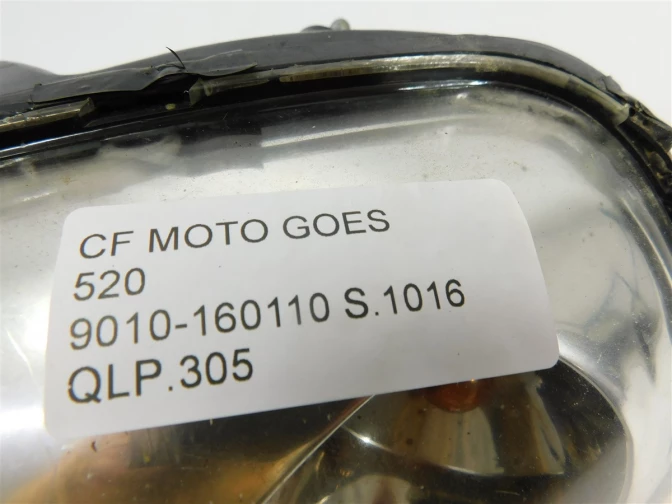 CF MOTO GOES
520
9010-160110 S.1016
QLP.305